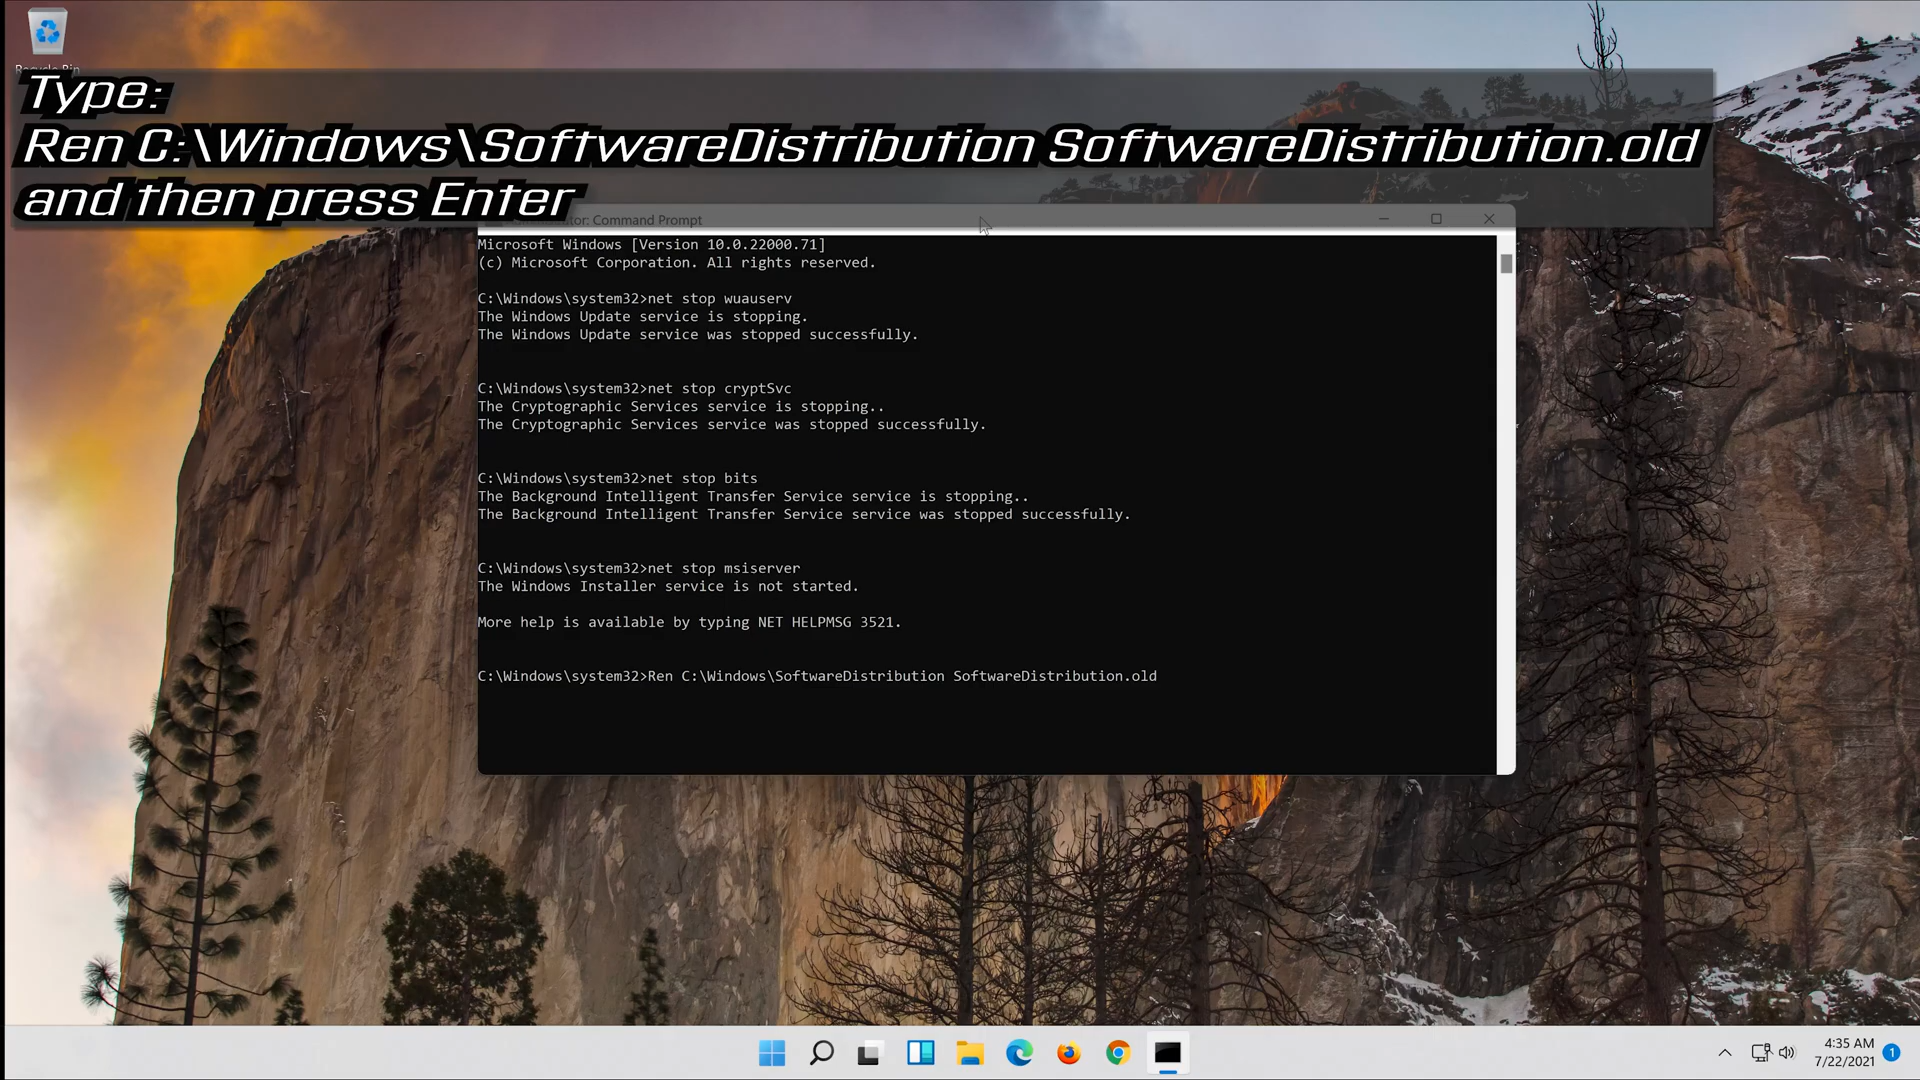 Type:
Ren C:\Windows\SoftwareDistribution SoftwareDistribution.old
and then press Enter
Command Prompt
Microsoft Windows [Version 10.0.22000.71]
(c) Microsoft Corporation. All rights reserved.
C:\Windows\system32>net stop wuauserv
The Windows Update service is stopping.
The Windows Update service was stopped successfully.
C:\Windows\system32>net stop cryptSvc
The Cryptographic Services service is stopping..
The Cryptographic Services service was stopped successfully.
C:\Windows\system32>net stop bits
The Background Intelligent Transfer Service service is stopping..
The Background Intelligent Transfer Service service was stopped successfully.
C:\Windows\system32>net stop msiserver
The Windows Installer service is not started.
More help is available by typing NET HELPMSG 3521.
C:\Windows\system32>Ren C:\Windows\SoftwareDistribution SoftwareDistribution.old
4:35 AM
7/22/2021
1